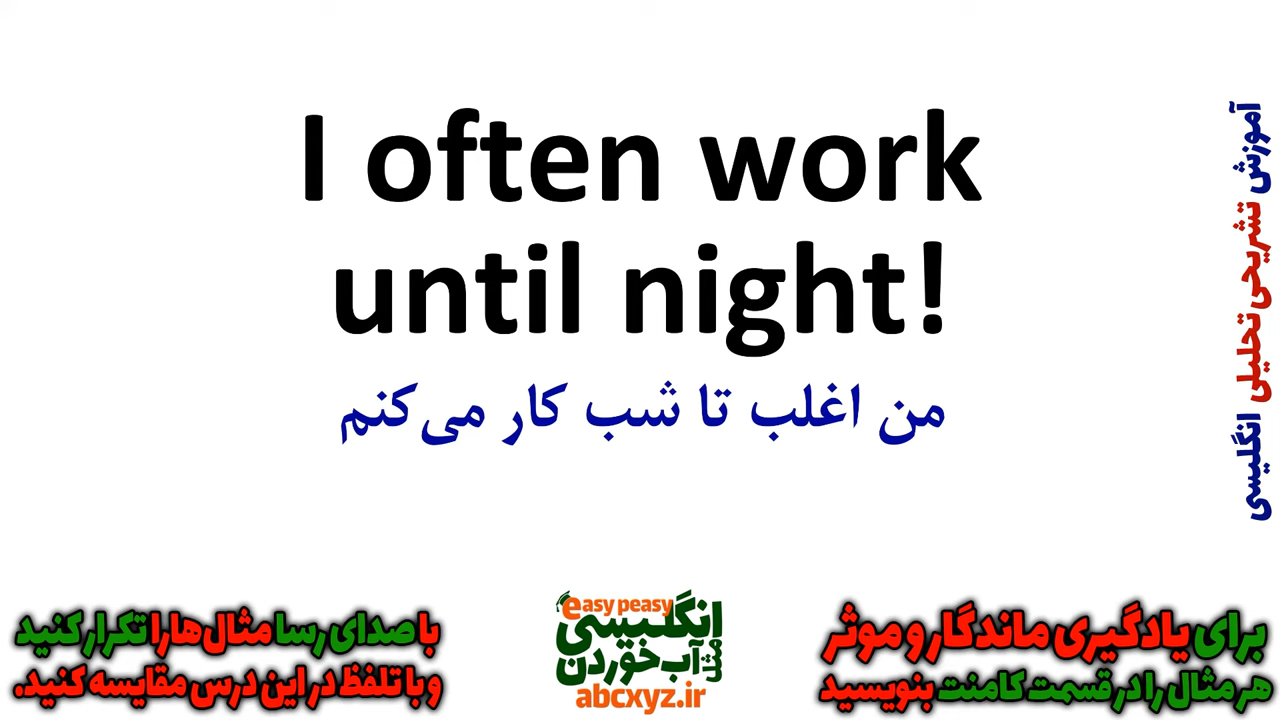 I often work
until night!
من اغلب تا شب کار می‌کنم
آموزش تشریحی تحلیلی انگلیسی
با صدای رسا مثال‌ها را تکرار کنید
و با تلفظ در این درس مقایسه کنید.
easy peasy
انگلیسی
مثل آب خوردن
abcxyz.ir
برای یادگیری ماندگار و موثر
هر مثال را در قسمت کامنت بنویسید